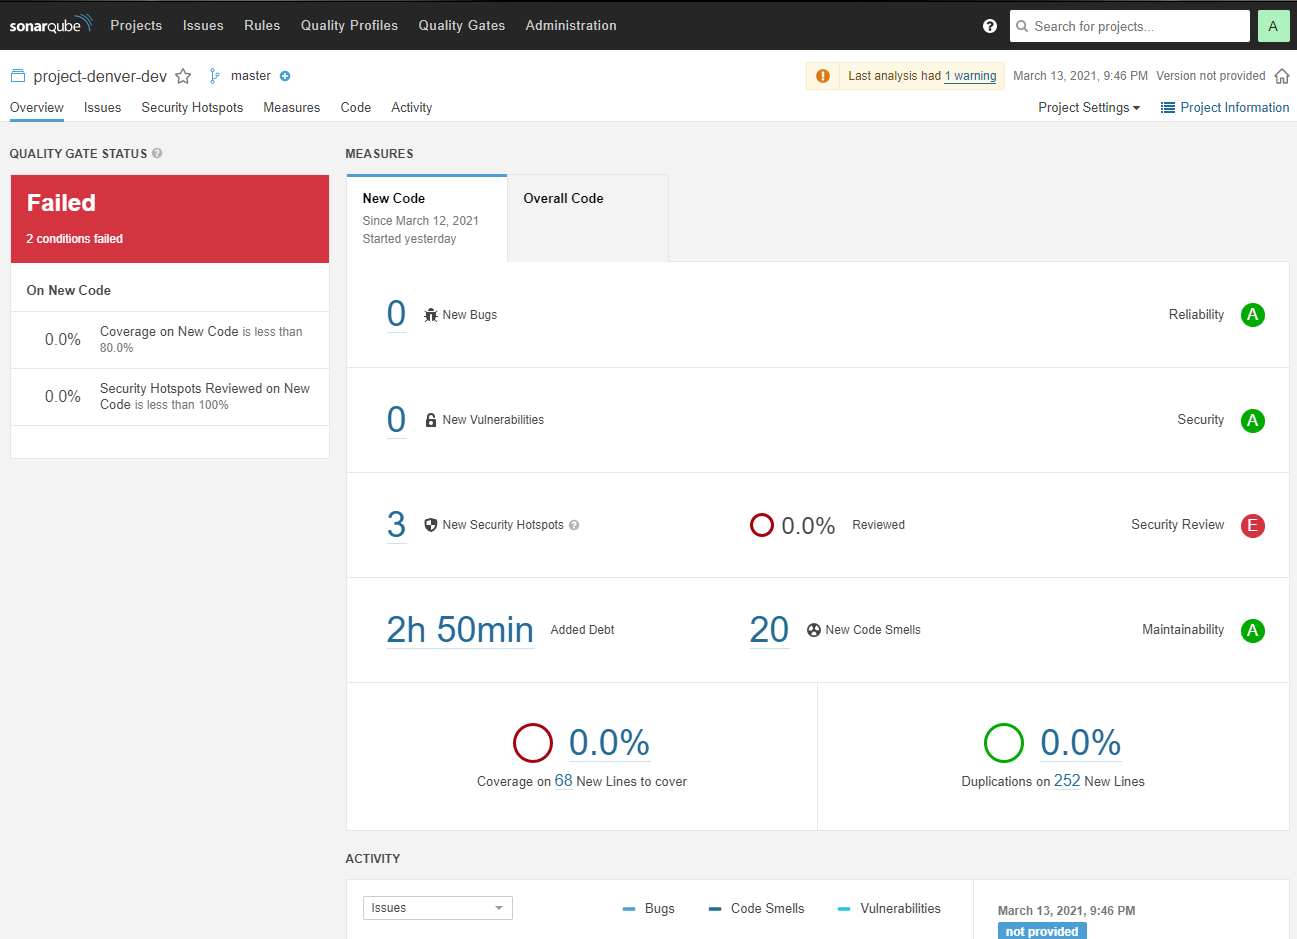 sonarqube Projects Issues Rules Quality Profiles Quality Gates Administration ? Search for projects... A
project-denver-dev master Last analysis had 1 warning March 13, 2021, 9:46 PM Version not provided
Overview Issues Security Hotspots Measures Code Activity Project Settings Project Information
QUALITY GATE STATUS ?
Failed
2 conditions failed
On New Code
0.0% Coverage on New Code is less than
80.0%
0.0% Security Hotspots Reviewed on New
Code is less than 100%
MEASURES
New Code
Since March 12, 2021
Started yesterday
Overall Code
0 New Bugs Reliability A
0 New Vulnerabilities Security A
3 New Security Hotspots ? 0.0% Reviewed Security Review E
2h 50min Added Debt 20 New Code Smells Maintainability A
0.0%
Coverage on 68 New Lines to cover
0.0%
Duplications on 252 New Lines
ACTIVITY
Issues Bugs Code Smells Vulnerabilities
March 13, 2021, 9:46 PM
not provided